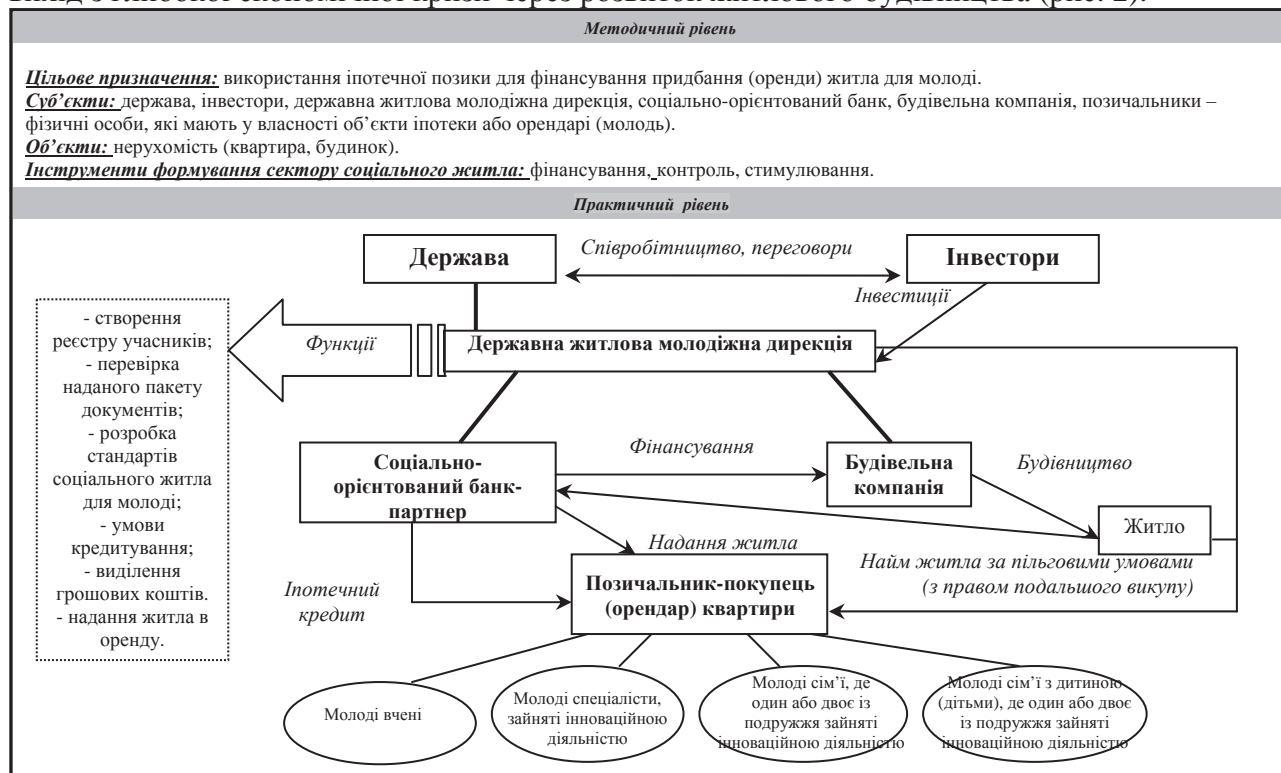 Методичний рівень
Цільове призначення: використання іпотечної позики для фінансування придбання (оренди) житла для молоді.
Суб’єкти: держава, інвестори, державна житлова молодіжна дирекція, соціально-орієнтований банк, будівельна компанія, позичальники –
фізичні особи, які мають у власності об’єкти іпотеки або орендарі (молодь).
Об’єкти: нерухомість (квартира, будинок).
Інструменти формування сектору соціального житла: фінансування, контроль, стимулювання.
Практичний рівень
Держава
Співробітництво, переговори
Інвестори
Інвестиції
- створення
реєстру учасників;
- перевірка
наданого пакету
документів;
- розробка
стандартів
соціального житла
для молоді;
- умови
кредитування;
- виділення
грошових коштів.
- надання житла в
оренду.
Функції
Державна житлова молодіжна дирекція
Соціально-
орієнтований банк-
партнер
Фінансування
Будівельна
компанія
Будівництво
Житло
Надання житла
Найм житла за пільговими умовами
(з правом подальшого викупу)
Іпотечний
кредит
Позичальник-покупець
(орендар) квартири
Молоді вчені
Молоді спеціалісти,
зайняті інноваційною
діяльністю
Молоді сім’ї, де
один або двоє із
подружжя зайняті
інноваційною діяльністю
Молоді сім’ї з дитиною
(дітьми), де один або двоє
із подружжя зайняті
інноваційною діяльністю